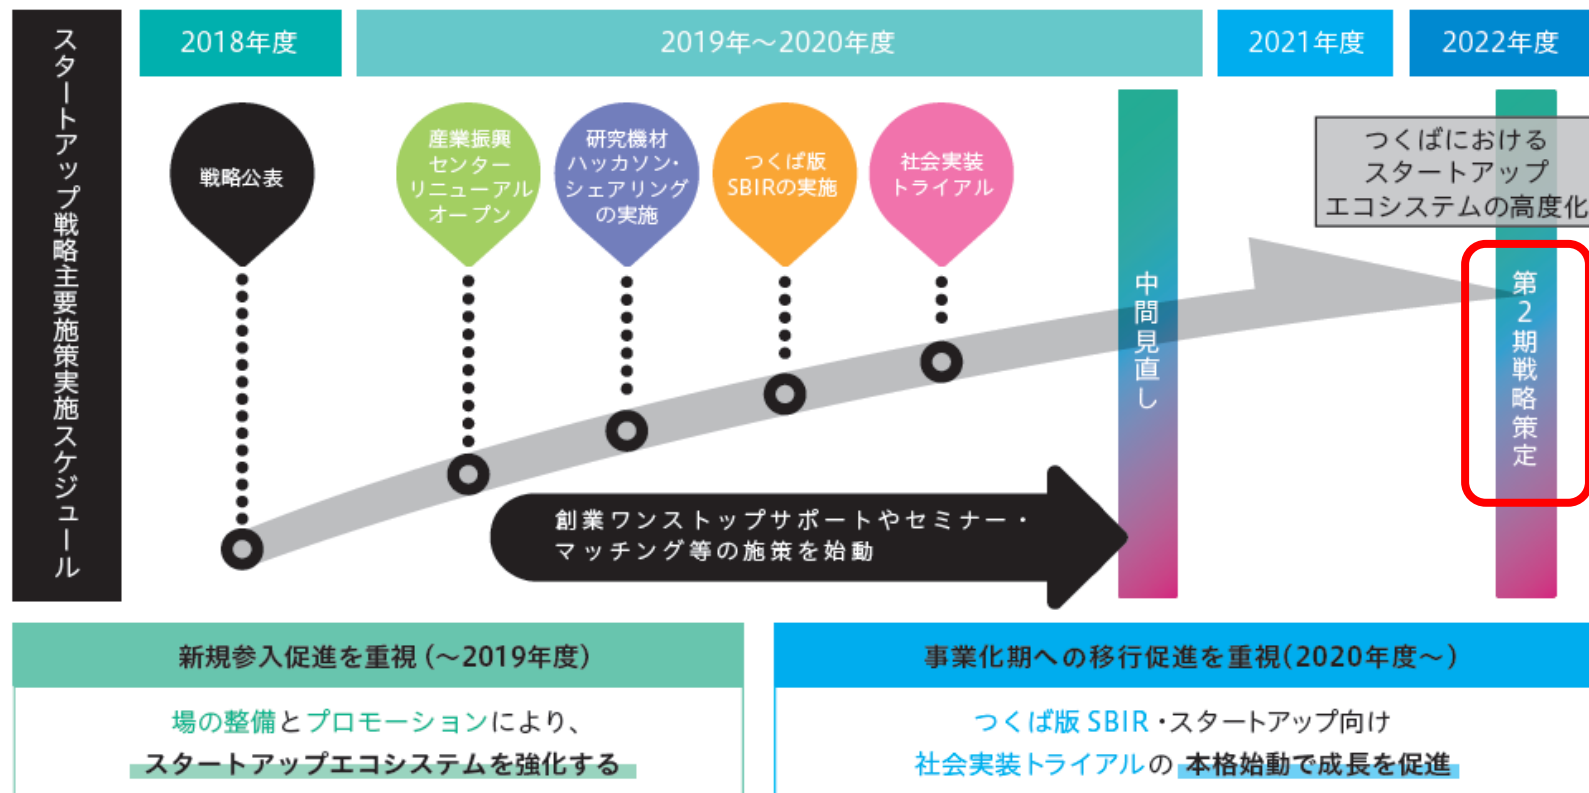 スタートアップ戦略主要施策実施スケジュール
2018年度
2019年～2020年度
2021年度
2022年度
戦略公表
産業振興
センター
リニューアル
オープン
研究機材
ハッカソン・
シェアリング
の実施
つくば版
SBIRの実施
社会実装
トライアル
つくばにおける
スタートアップ
エコシステムの高度化
中間見直し
第2期戦略策定
創業ワンストップサポートやセミナー・
マッチング等の施策を始動
新規参入促進を重視（～2019年度）
場の整備とプロモーションにより、
スタートアップエコシステムを強化する
事業化期への移行促進を重視（2020年度～）
つくば版 SBIR・スタートアップ向け
社会実装トライアルの 本格始動で成長を促進